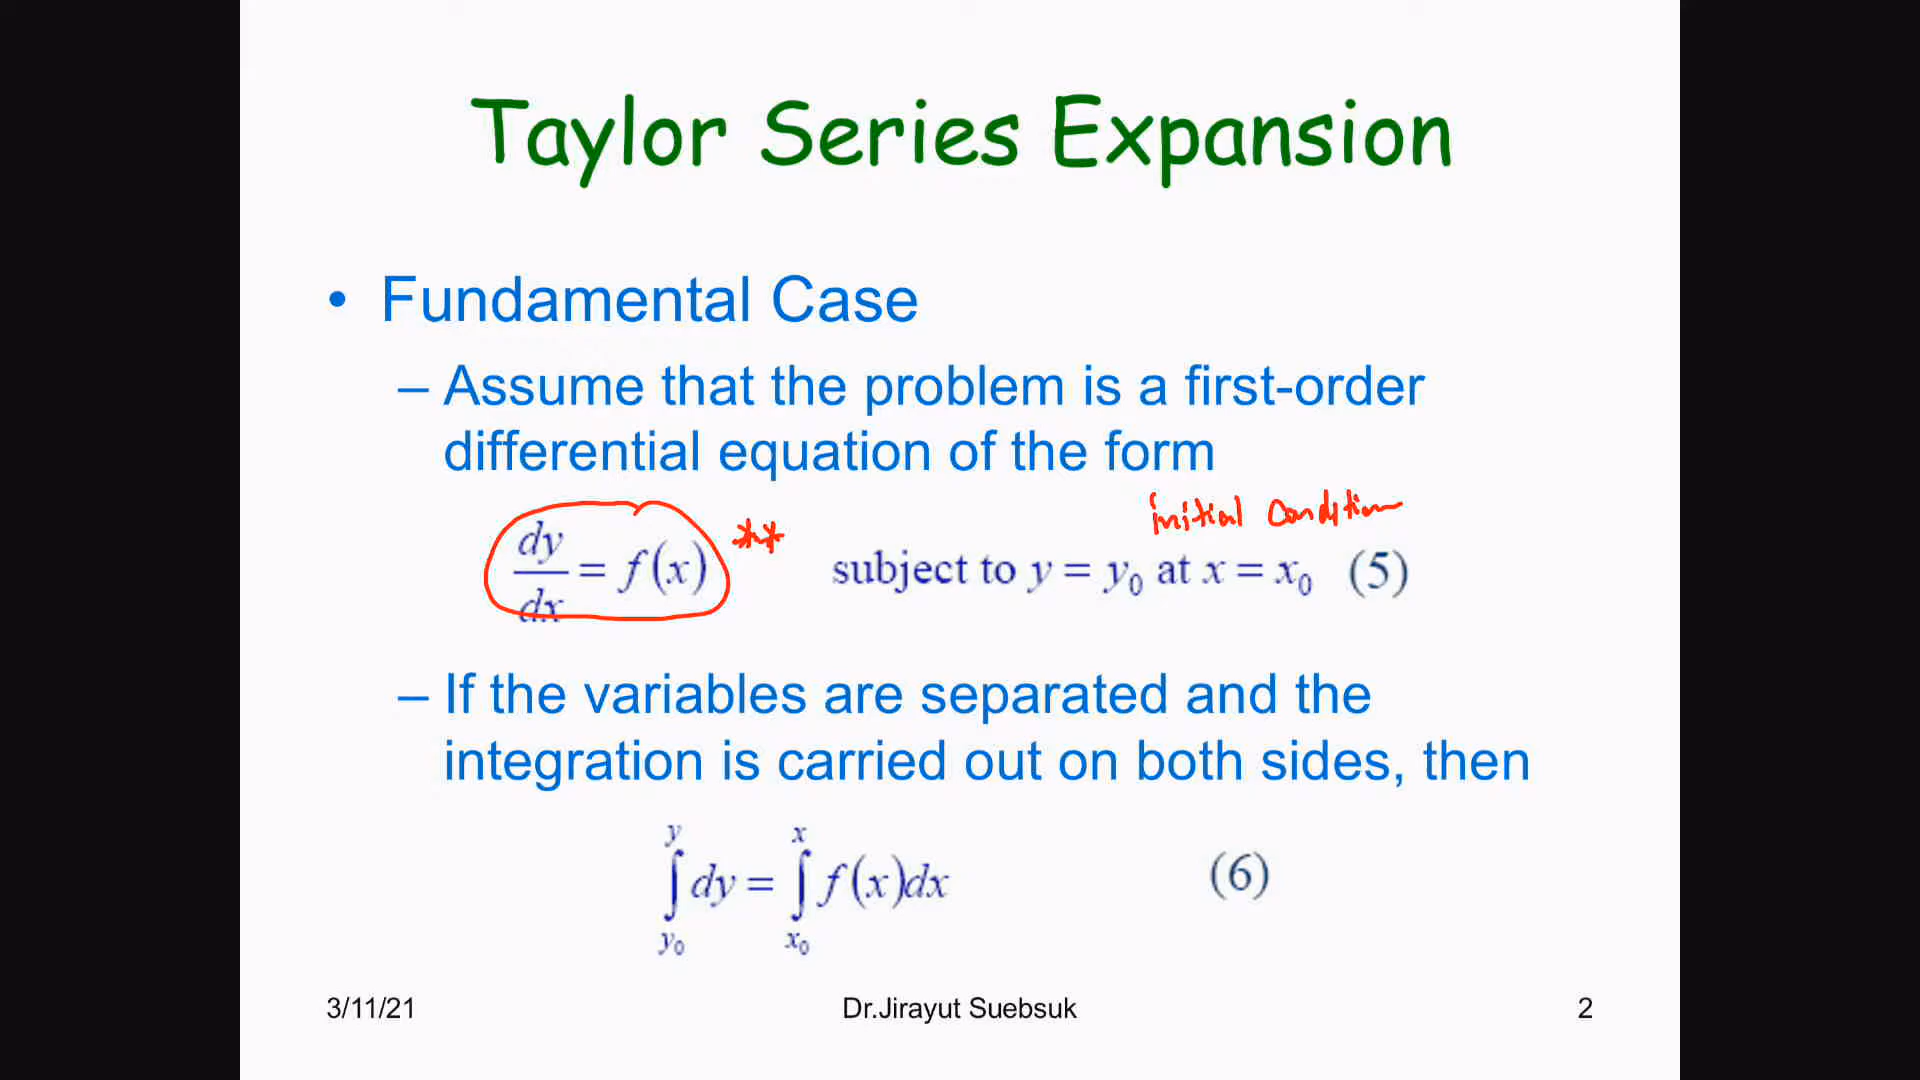 Taylor Series Expansion
• Fundamental Case
– Assume that the problem is a first-order
differential equation of the form
initial condition
dy/dx = f(x) ** subject to y = y₀ at x = x₀ (5)
– If the variables are separated and the
integration is carried out on both sides, then
∫_{y₀}^{y} dy = ∫_{x₀}^{x} f(x)dx (6)
3/11/21 Dr.Jirayut Suebsuk 2